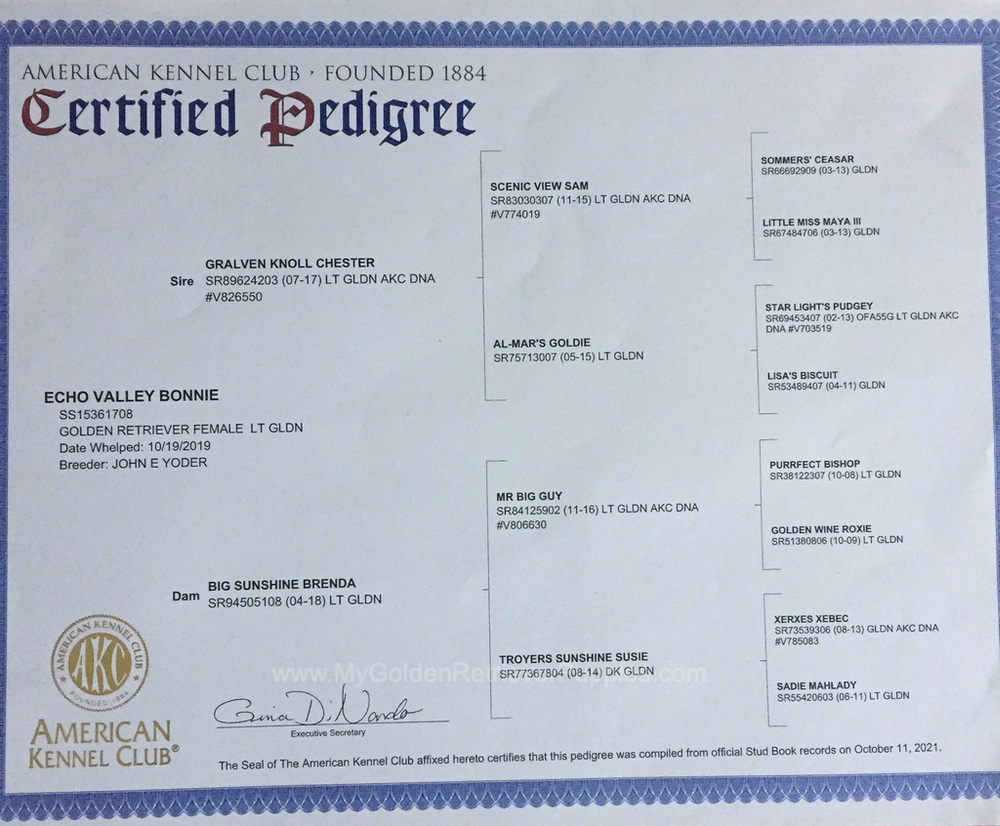 AMERICAN KENNEL CLUB · FOUNDED 1884
Certified Pedigree
SOMMERS' CEASAR
SR66692909 (03-13) GLDN
SCENIC VIEW SAM
SR83030307 (11-15) LT GLDN AKC DNA
#V774019
LITTLE MISS MAYA III
SR67484706 (03-13) GLDN
GRALVEN KNOLL CHESTER
Sire SR89624203 (07-17) LT GLDN AKC DNA
#V826550
STAR LIGHT'S PUDGEY
SR69453407 (02-13) OFA55G LT GLDN AKC
DNA #V703519
AL-MAR'S GOLDIE
SR75713007 (05-15) LT GLDN
LISA'S BISCUIT
SR53489407 (04-11) GLDN
ECHO VALLEY BONNIE
SS15361708
GOLDEN RETRIEVER FEMALE LT GLDN
Date Whelped: 10/19/2019
Breeder: JOHN E YODER
PURRFECT BISHOP
SR38122307 (10-08) LT GLDN
MR BIG GUY
SR84125902 (11-16) LT GLDN AKC DNA
#V806630
GOLDEN WINE ROXIE
SR51380806 (10-09) LT GLDN
Dam BIG SUNSHINE BRENDA
SR94505108 (04-18) LT GLDN
XERXES XEBEC
SR73539306 (08-13) GLDN AKC DNA
#V785083
TROYERS SUNSHINE SUSIE
SR77367804 (08-14) DK GLDN
SADIE MAHLADY
SR55420603 (06-11) LT GLDN
www.MyGoldenRetrieverPuppies.com
AMERICAN KENNEL CLUB
AKC
FOUNDED 1884
AMERICAN
KENNEL CLUB®
Gina DiNardo
Executive Secretary
The Seal of The American Kennel Club affixed hereto certifies that this pedigree was compiled from official Stud Book records on October 11, 2021.